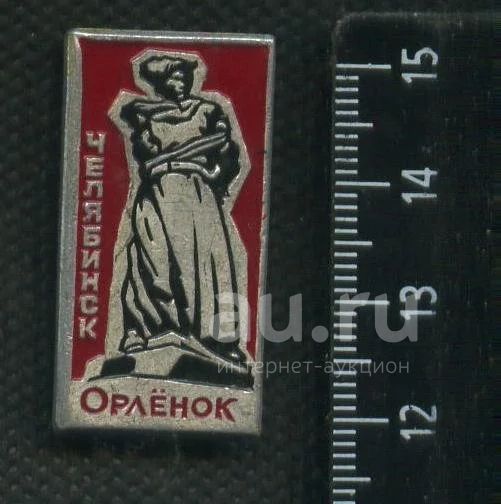 ЧЕЛЯБИНСК
ОРЛЁНОК
au.ru
интернет-аукцион
15
14
13
12